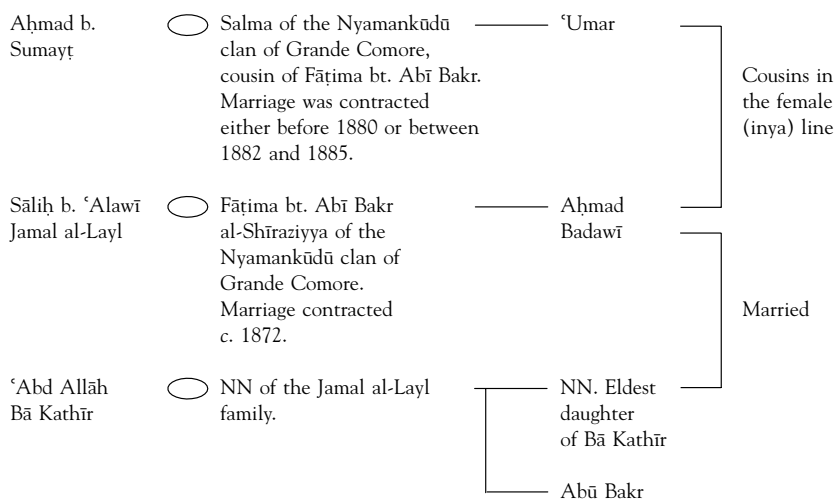 Aḥmad b.
Sumayṭ
Salma of the Nyamankūdū
clan of Grande Comore,
cousin of Fāṭima bt. Abī Bakr.
Marriage was contracted
either before 1880 or between
1882 and 1885.
ʿUmar
Cousins in
the female
(inya) line
Sāliḥ b. ʿAlawī
Jamal al-Layl
Fāṭima bt. Abī Bakr
al-Shīraziyya of the
Nyamankūdū clan of
Grande Comore.
Marriage contracted
c. 1872.
Aḥmad
Badawī
Married
ʿAbd Allāh
Bā Kathīr
NN of the Jamal al-Layl
family.
NN. Eldest
daughter
of Bā Kathīr
Abū Bakr